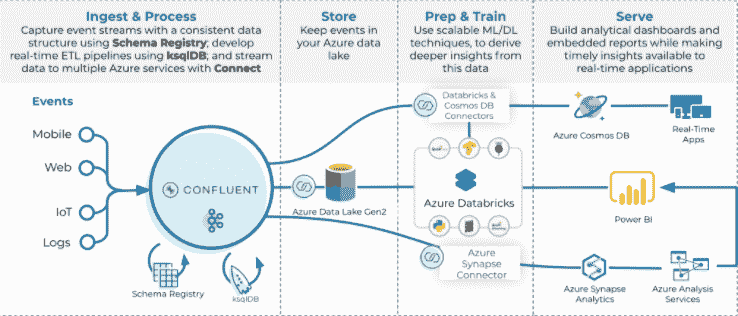 Ingest & Process
Capture event streams with a consistent data
structure using Schema Registry; develop
real-time ETL pipelines using ksqlDB; and stream
data to multiple Azure services with Connect
Store
Keep events in
your Azure data
lake
Prep & Train
Use scalable ML/DL
techniques, to derive
deeper insights from
this data
Serve
Build analytical dashboards and
embedded reports while making
timely insights available to
real-time applications
Events
Mobile
Web
IoT
Logs
CONFLUENT
Schema Registry
ksqlDB
Azure Data Lake Gen2
Databricks &
Cosmos DB
Connectors
Azure Databricks
Azure
Synapse
Connector
Azure Cosmos DB
Real-Time
Apps
Power BI
Azure Synapse
Analytics
Azure Analysis
Services